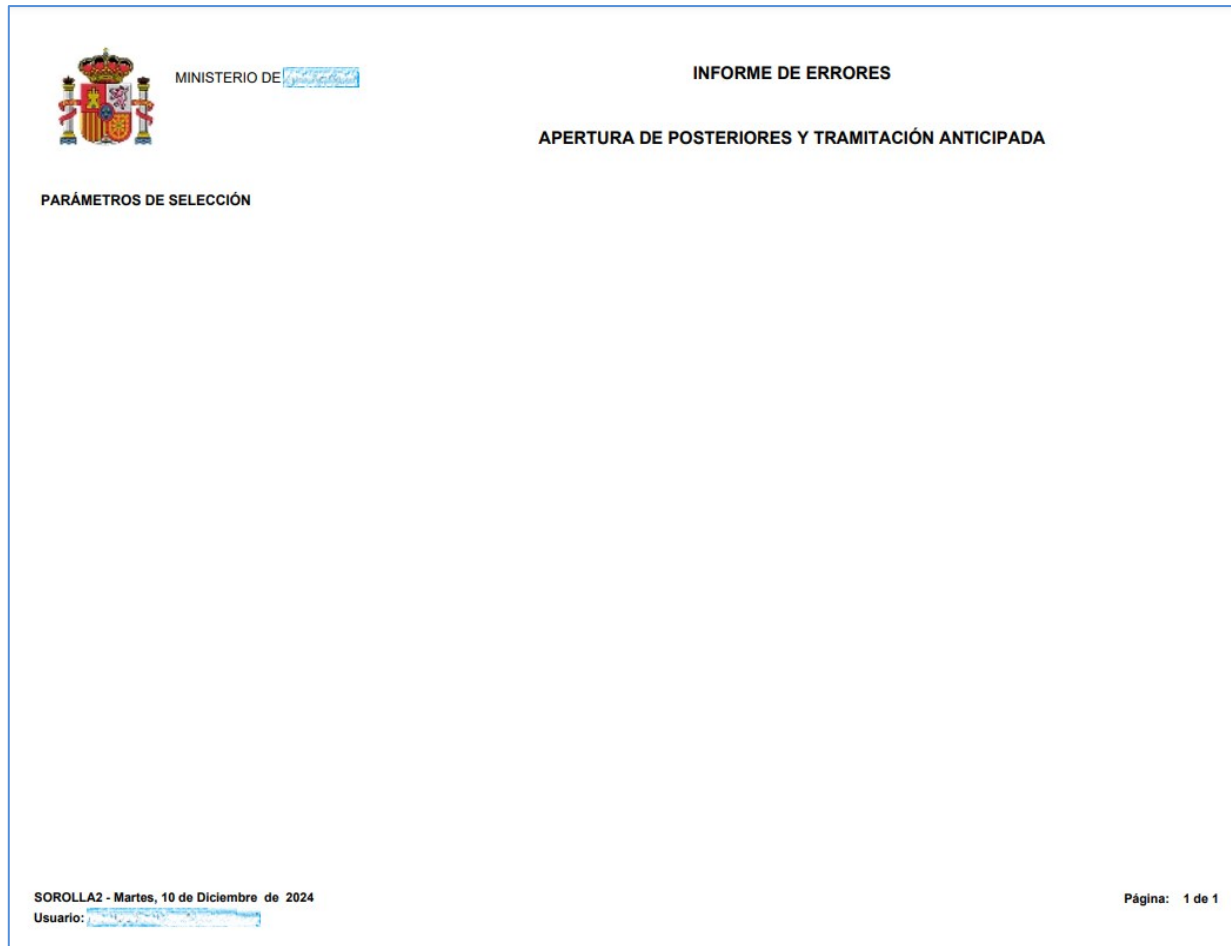 MINISTERIO DE
INFORME DE ERRORES
APERTURA DE POSTERIORES Y TRAMITACIÓN ANTICIPADA
PARÁMETROS DE SELECCIÓN
SOROLLA2 - Martes, 10 de Diciembre de 2024
Página: 1 de 1
Usuario: